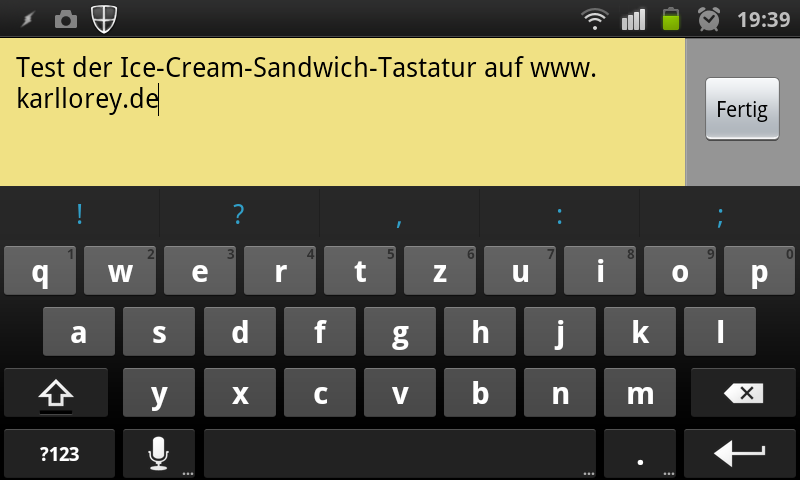 19:39
Test der Ice-Cream-Sandwich-Tastatur auf www.
karllorey.de
Fertig
! ? , : ;
q 1 w 2 e 3 r 4 t 5 z 6 u 7 i 8 o 9 p 0
a s d f g h j k l
y x c v b n m
?123 ... ... . ...